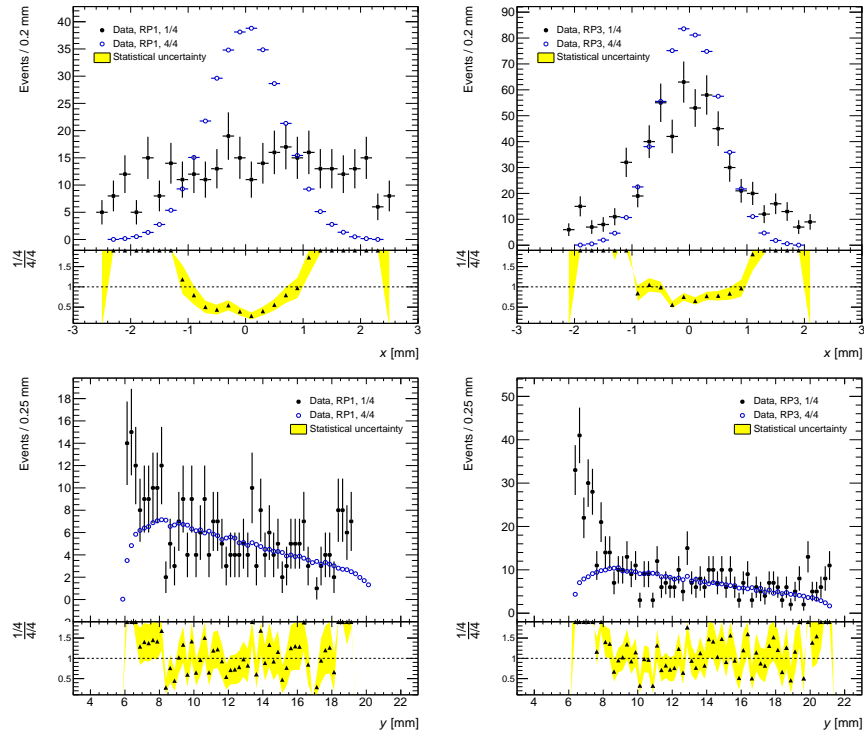 Events / 0.2 mm
40
35
30
25
20
15
10
5
0
Data, RP1, 1/4
Data, RP1, 4/4
Statistical uncertainty
1/4
4/4
1.5
1
0.5
-3 -2 -1 0 1 2 3
x [mm]
Events / 0.2 mm
90
80
70
60
50
40
30
20
10
0
Data, RP3, 1/4
Data, RP3, 4/4
Statistical uncertainty
1/4
4/4
1.5
1
0.5
-3 -2 -1 0 1 2 3
x [mm]
Events / 0.25 mm
18
16
14
12
10
8
6
4
2
0
Data, RP1, 1/4
Data, RP1, 4/4
Statistical uncertainty
1/4
4/4
1.5
1
0.5
4 6 8 10 12 14 16 18 20 22
y [mm]
Events / 0.25 mm
50
40
30
20
10
0
Data, RP3, 1/4
Data, RP3, 4/4
Statistical uncertainty
1/4
4/4
1.5
1
0.5
4 6 8 10 12 14 16 18 20 22
y [mm]